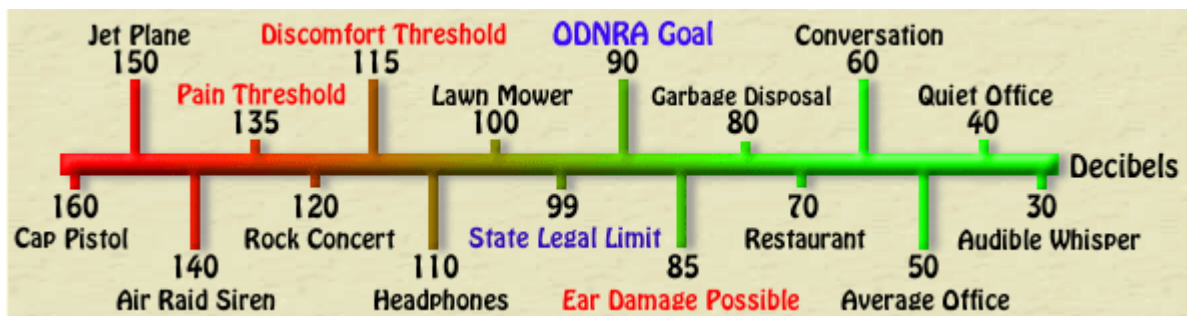 Jet Plane
150
Discomfort Threshold
115
ODNRA Goal
90
Conversation
60
Pain Threshold
135
Lawn Mower
100
Garbage Disposal
80
Quiet Office
40
Decibels
160
Cap Pistol
120
Rock Concert
99
State Legal Limit
70
Restaurant
30
Audible Whisper
140
Air Raid Siren
110
Headphones
85
Ear Damage Possible
50
Average Office